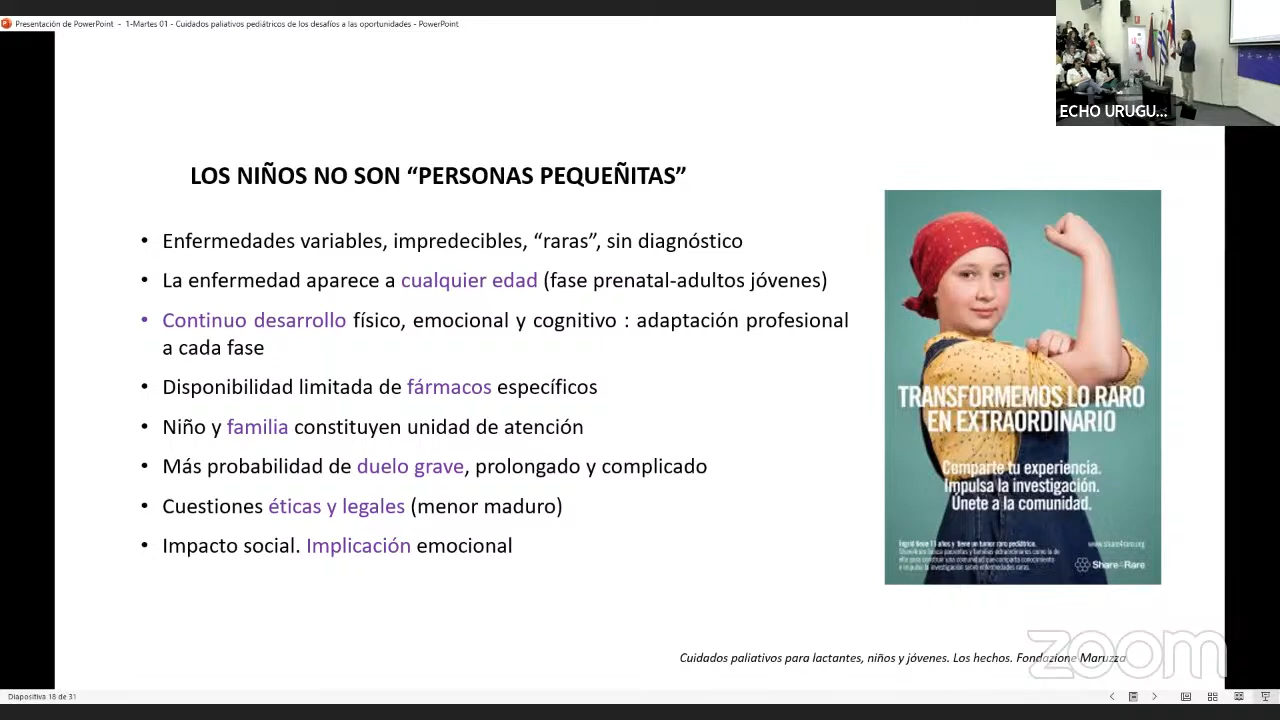 Presentación de PowerPoint - 1-Martes 01 - Cuidados paliativos pediátricos de los desafíos a las oportunidades - PowerPoint
ECHO URUGU...
LOS NIÑOS NO SON “PERSONAS PEQUEÑITAS”
• Enfermedades variables, impredecibles, “raras”, sin diagnóstico
• La enfermedad aparece a cualquier edad (fase prenatal-adultos jóvenes)
• Continuo desarrollo físico, emocional y cognitivo : adaptación profesional
a cada fase
• Disponibilidad limitada de fármacos específicos
• Niño y familia constituyen unidad de atención
• Más probabilidad de duelo grave, prolongado y complicado
• Cuestiones éticas y legales (menor maduro)
• Impacto social. Implicación emocional
TRANSFORMEMOS LO RARO
EN EXTRAORDINARIO
Comparte tu experiencia.
Impulsa la investigación.
Únete a la comunidad.
Ingrid tiene 11 años y tiene un tumor raro pediátrico.
Share4Rare busca pacientes y familias extraordinarios como la de
ella para construir una comunidad que comparta conocimiento
e impulse la investigación sobre enfermedades raras.
www.share4rare.org
Share4Rare
Cuidados paliativos para lactantes, niños y jóvenes. Los hechos. Fondazione Maruzza
zoom
Diapositiva 18 de 31